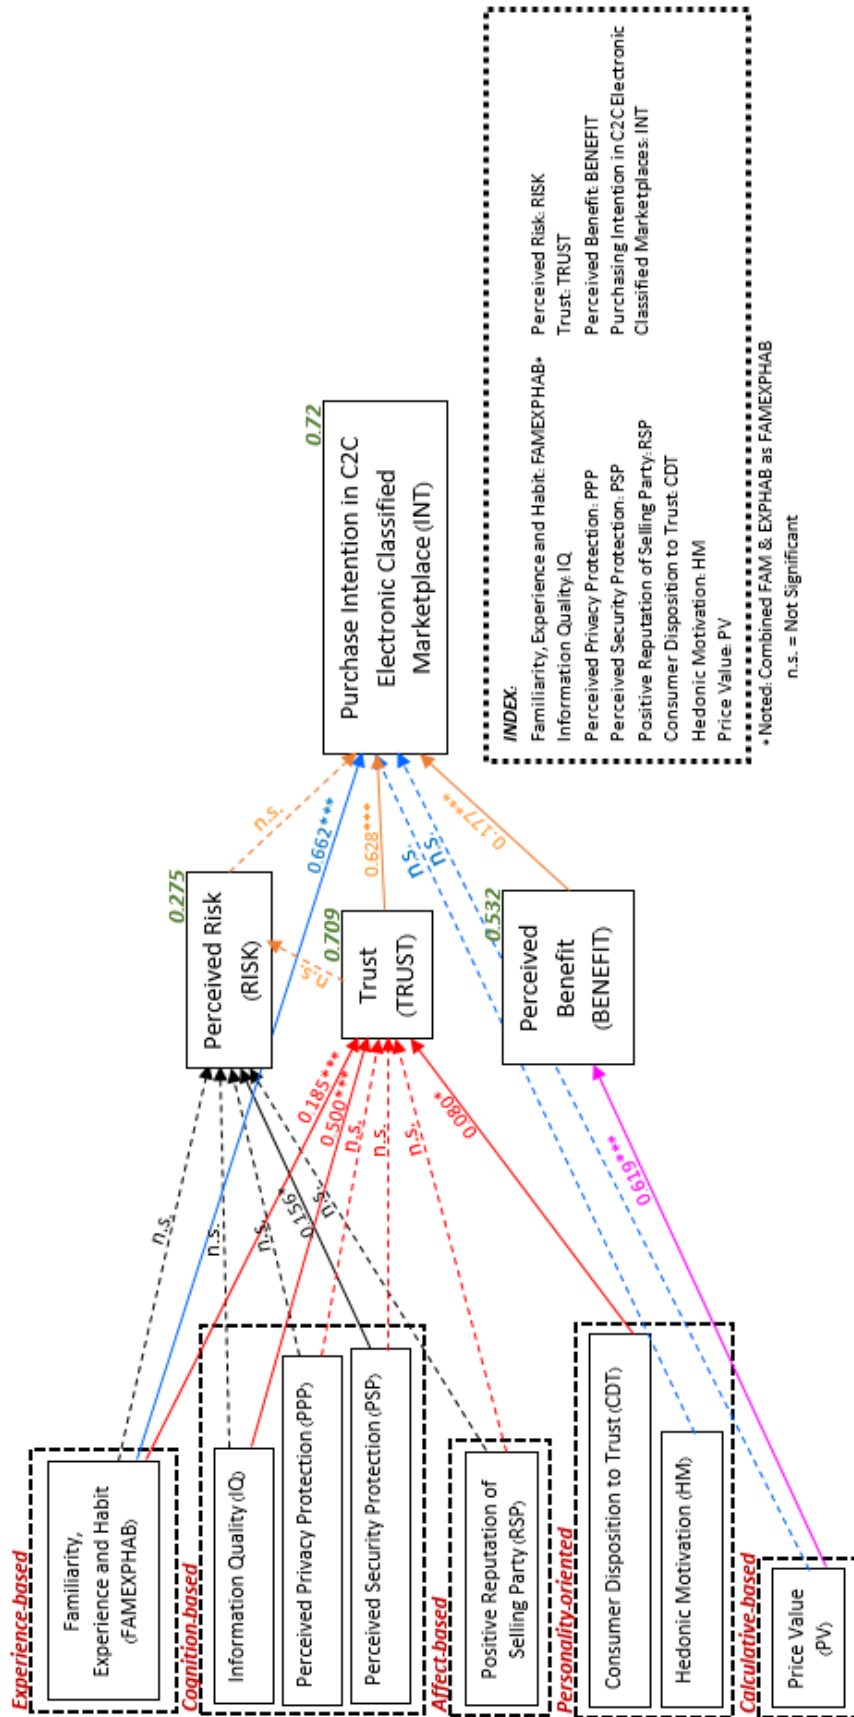 Experience-based
Familiarity,
Experience and Habit
(FAMEXPHAB)
Cognition-based
Information Quality (IQ)
Perceived Privacy Protection (PPP)
Perceived Security Protection (PSP)
Affect-based
Positive Reputation of
Selling Party (RSP)
Personality-oriented
Consumer Disposition to Trust (CDT)
Hedonic Motivation (HM)
Calculative-based
Price Value
(PV)
n.s.
n.s.
n.s.
0.156*
n.s.
0.185***
0.500***
n.s.
n.s.
n.s.
0.080*
0.619***
0.275
Perceived Risk
(RISK)
n.s.
0.709
Trust
(TRUST)
0.532
Perceived
Benefit
(BENEFIT)
n.s.
0.662***
0.628***
n.s.
n.s.
0.177***
0.72
Purchase Intention in C2C
Electronic Classified
Marketplace (INT)
INDEX:
Familiarity, Experience and Habit: FAMEXPHAB*
Information Quality: IQ
Perceived Privacy Protection: PPP
Perceived Security Protection: PSP
Positive Reputation of Selling Party: RSP
Consumer Disposition to Trust: CDT
Hedonic Motivation: HM
Price Value: PV
Perceived Risk: RISK
Trust: TRUST
Perceived Benefit: BENEFIT
Purchasing Intention in C2C Electronic
Classified Marketplaces: INT
* Noted: Combined FAM & EXPHAB as FAMEXPHAB
n.s. = Not Significant